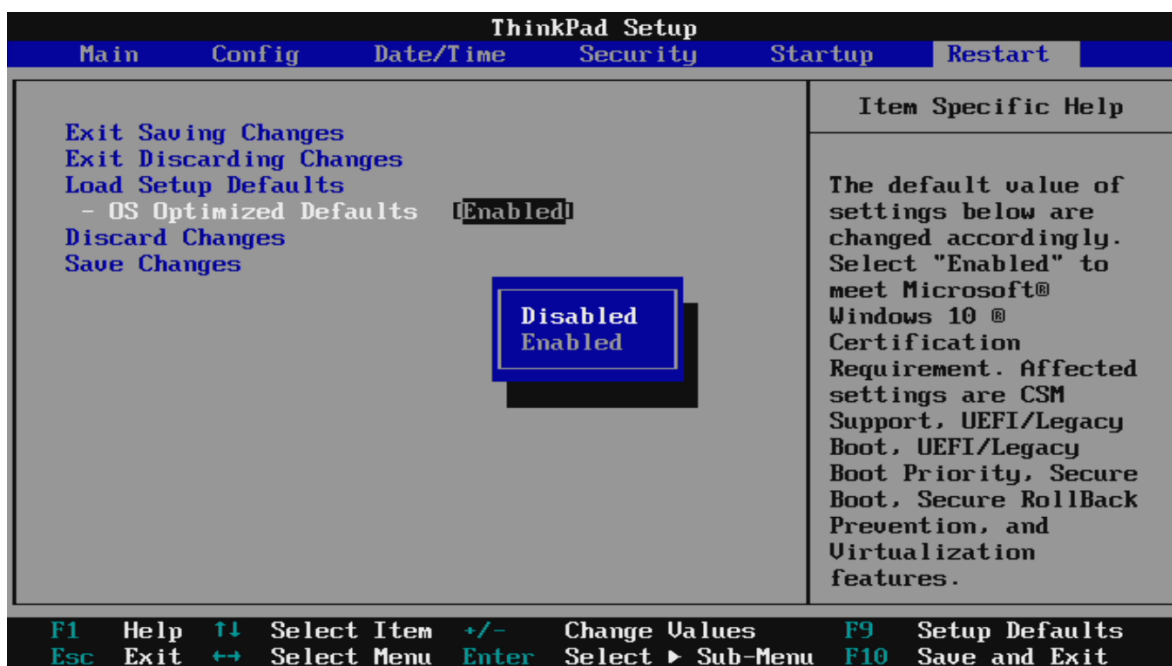 ThinkPad Setup
Main Config Date/Time Security Startup Restart
Exit Saving Changes
Exit Discarding Changes
Load Setup Defaults
- OS Optimized Defaults [Enabled]
Discard Changes
Save Changes
Disabled
Enabled
Item Specific Help
The default value of
settings below are
changed accordingly.
Select "Enabled" to
meet Microsoft®
Windows 10 ®
Certification
Requirement. Affected
settings are CSM
Support, UEFI/Legacy
Boot, UEFI/Legacy
Boot Priority, Secure
Boot, Secure RollBack
Prevention, and
Virtualization
features.
F1 Help ↑↓ Select Item +/- Change Values F9 Setup Defaults
Esc Exit ↔ Select Menu Enter Select ▶ Sub-Menu F10 Save and Exit